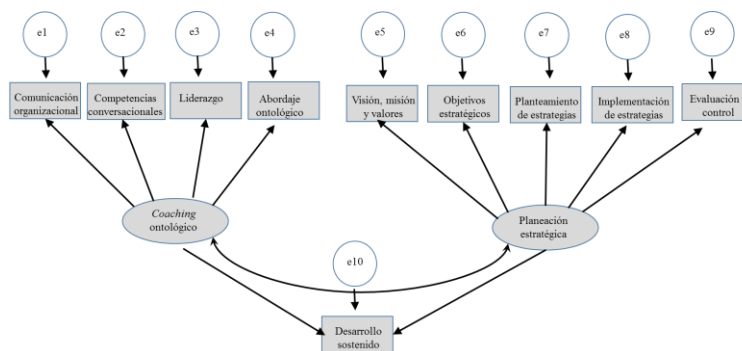 e1 e2 e3 e4 e5 e6 e7 e8 e9
Comunicación
organizacional
Competencias
conversacionales
Liderazgo
Abordaje
ontológico
Visión, misión
y valores
Objetivos
estratégicos
Planteamiento
de estrategias
Implementación
de estrategias
Evaluación
control
Coaching
ontológico
Planeación
estratégica
e10
Desarrollo
sostenido